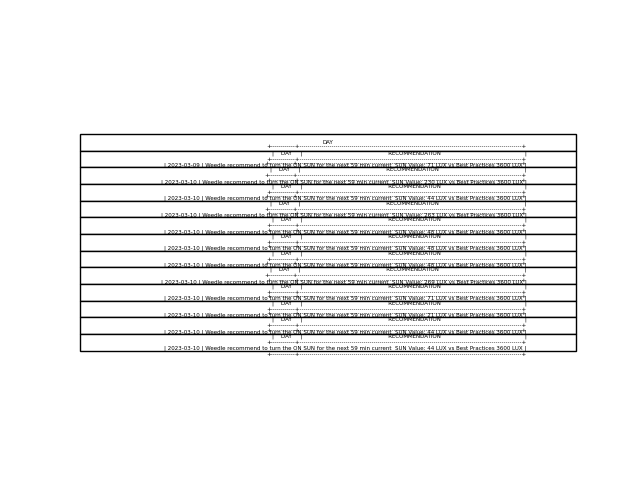 DAY
| DAY | RECOMMENDATION |
| 2023-03-09 | Weedle recommend to turn the ON SUN for the next 59 min current SUN Value: 71 LUX vs Best Practices 3600 LUX |
| DAY | RECOMMENDATION |
| 2023-03-10 | Weedle recommend to turn the ON SUN for the next 59 min current SUN Value: 230 LUX vs Best Practices 3600 LUX |
| DAY | RECOMMENDATION |
| 2023-03-10 | Weedle recommend to turn the ON SUN for the next 59 min current SUN Value: 44 LUX vs Best Practices 3600 LUX |
| DAY | RECOMMENDATION |
| 2023-03-10 | Weedle recommend to turn the ON SUN for the next 59 min current SUN Value: 263 LUX vs Best Practices 3600 LUX |
| DAY | RECOMMENDATION |
| 2023-03-10 | Weedle recommend to turn the ON SUN for the next 59 min current SUN Value: 48 LUX vs Best Practices 3600 LUX |
| DAY | RECOMMENDATION |
| 2023-03-10 | Weedle recommend to turn the ON SUN for the next 59 min current SUN Value: 48 LUX vs Best Practices 3600 LUX |
| DAY | RECOMMENDATION |
| 2023-03-10 | Weedle recommend to turn the ON SUN for the next 59 min current SUN Value: 48 LUX vs Best Practices 3600 LUX |
| DAY | RECOMMENDATION |
| 2023-03-10 | Weedle recommend to turn the ON SUN for the next 59 min current SUN Value: 269 LUX vs Best Practices 3600 LUX |
| DAY | RECOMMENDATION |
| 2023-03-10 | Weedle recommend to turn the ON SUN for the next 59 min current SUN Value: 71 LUX vs Best Practices 3600 LUX |
| DAY | RECOMMENDATION |
| 2023-03-10 | Weedle recommend to turn the ON SUN for the next 59 min current SUN Value: 21 LUX vs Best Practices 3600 LUX |
| DAY | RECOMMENDATION |
| 2023-03-10 | Weedle recommend to turn the ON SUN for the next 59 min current SUN Value: 44 LUX vs Best Practices 3600 LUX |
| DAY | RECOMMENDATION |
| 2023-03-10 | Weedle recommend to turn the ON SUN for the next 59 min current SUN Value: 44 LUX vs Best Practices 3600 LUX |